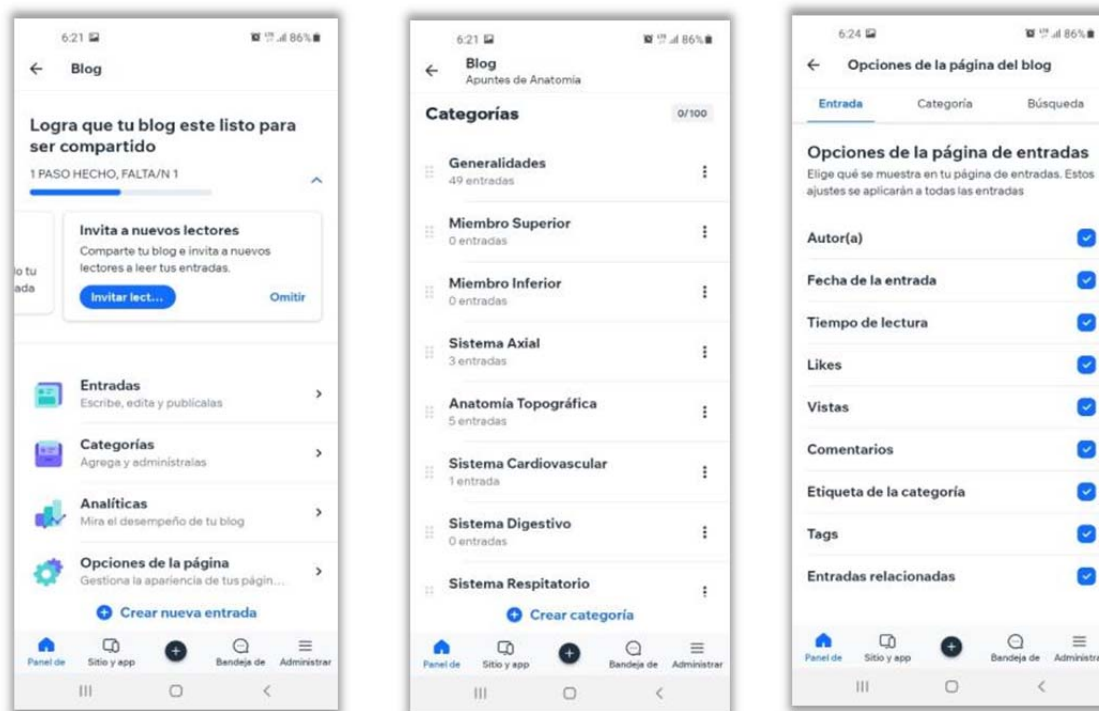 6:21
86%
Blog
Logra que tu blog este listo para
ser compartido
1 PASO HECHO, FALTA/N 1
Invita a nuevos lectores
Comparte tu blog e invita a nuevos
lectores a leer tus entradas.
lo tu
ada
Invitar lect...
Omitir
Entradas
Escribe, edita y publícalas
Categorías
Agrega y adminístralas
Analíticas
Mira el desempeño de tu blog
Opciones de la página
Gestiona la apariencia de tus págin...
Crear nueva entrada
Panel de
Sitio y app
Bandeja de
Administrar
6:21
86%
Blog
Apuntes de Anatomía
Categorías
0/100
Generalidades
49 entradas
Miembro Superior
0 entradas
Miembro Inferior
0 entradas
Sistema Axial
3 entradas
Anatomía Topográfica
5 entradas
Sistema Cardiovascular
1 entrada
Sistema Digestivo
0 entradas
Sistema Respitatorio
Crear categoría
Panel de
Sitio y app
Bandeja de
Administrar
6:24
86%
Opciones de la página del blog
Entrada
Categoría
Búsqueda
Opciones de la página de entradas
Elige qué se muestra en tu página de entradas. Estos
ajustes se aplicarán a todas las entradas
Autor(a)
Fecha de la entrada
Tiempo de lectura
Likes
Vistas
Comentarios
Etiqueta de la categoría
Tags
Entradas relacionadas
Panel de
Sitio y app
Bandeja de
Administra